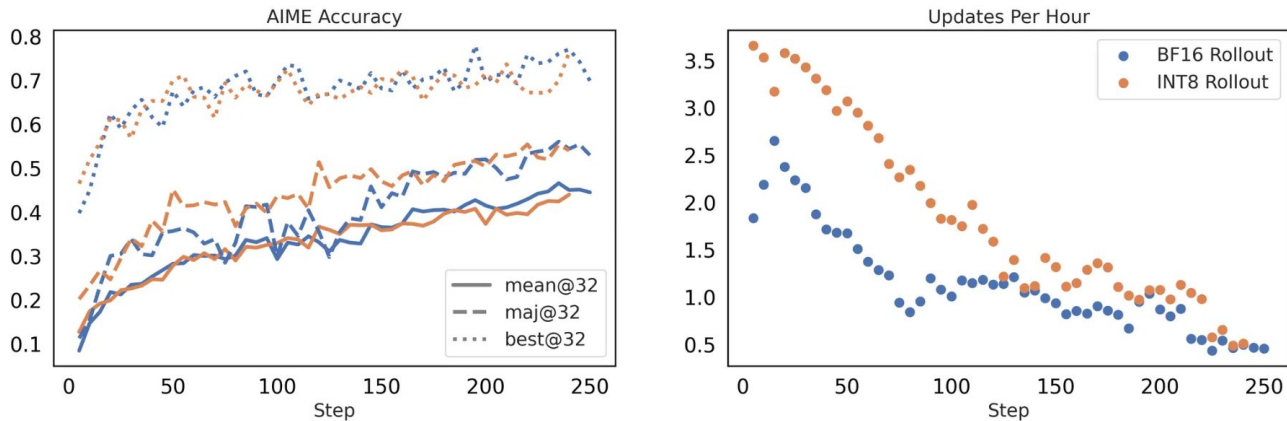 AIME Accuracy
0.8
0.7
0.6
0.5
0.4
0.3
0.2
0.1
mean@32
maj@32
best@32
0 50 100 150 200 250
Step
Updates Per Hour
3.5
3.0
2.5
2.0
1.5
1.0
0.5
BF16 Rollout
INT8 Rollout
0 50 100 150 200 250
Step